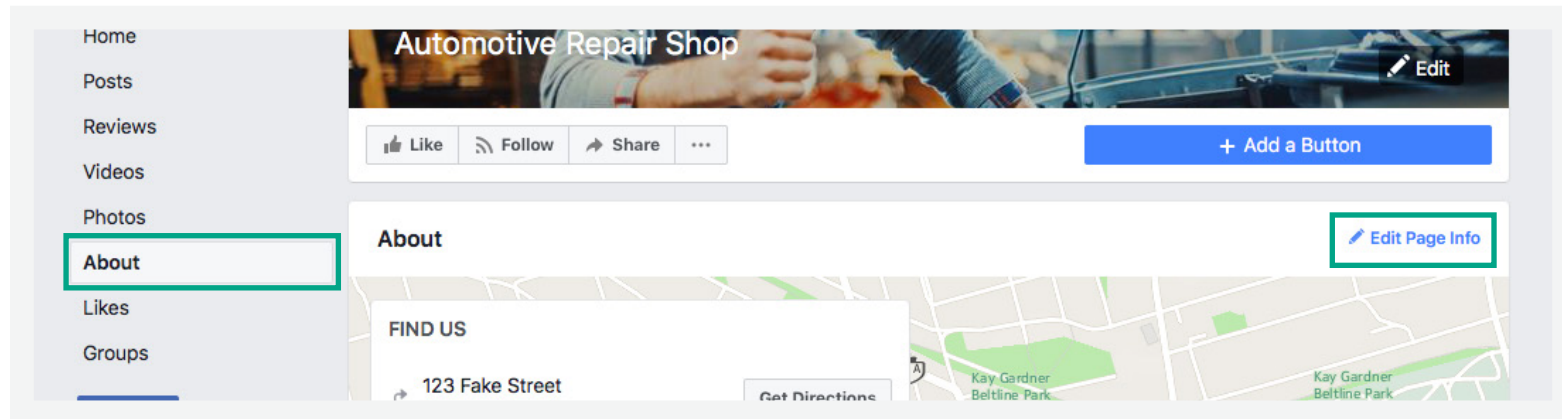 Home
Posts
Reviews
Videos
Photos
About
Likes
Groups
Automotive Repair Shop
Edit
Like
Follow
Share
...
+ Add a Button
About
Edit Page Info
FIND US
123 Fake Street
Get Directions
A
Kay Gardner
Beltline Park
Kay Gardner
Beltline Park